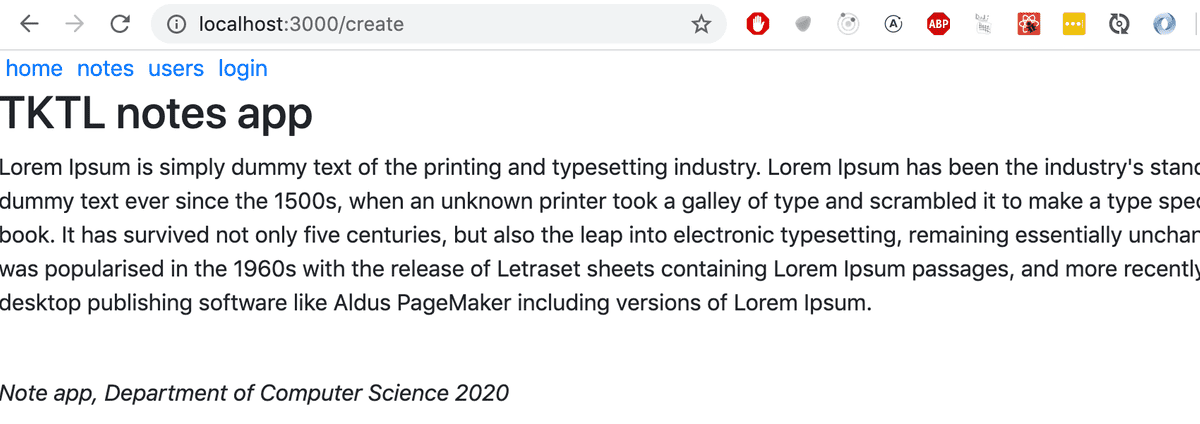 localhost:3000/create
ABP
home notes users login
TKTL notes app
Lorem Ipsum is simply dummy text of the printing and typesetting industry. Lorem Ipsum has been the industry's stand
dummy text ever since the 1500s, when an unknown printer took a galley of type and scrambled it to make a type spec
book. It has survived not only five centuries, but also the leap into electronic typesetting, remaining essentially unchan
was popularised in the 1960s with the release of Letraset sheets containing Lorem Ipsum passages, and more recently
desktop publishing software like Aldus PageMaker including versions of Lorem Ipsum.
Note app, Department of Computer Science 2020